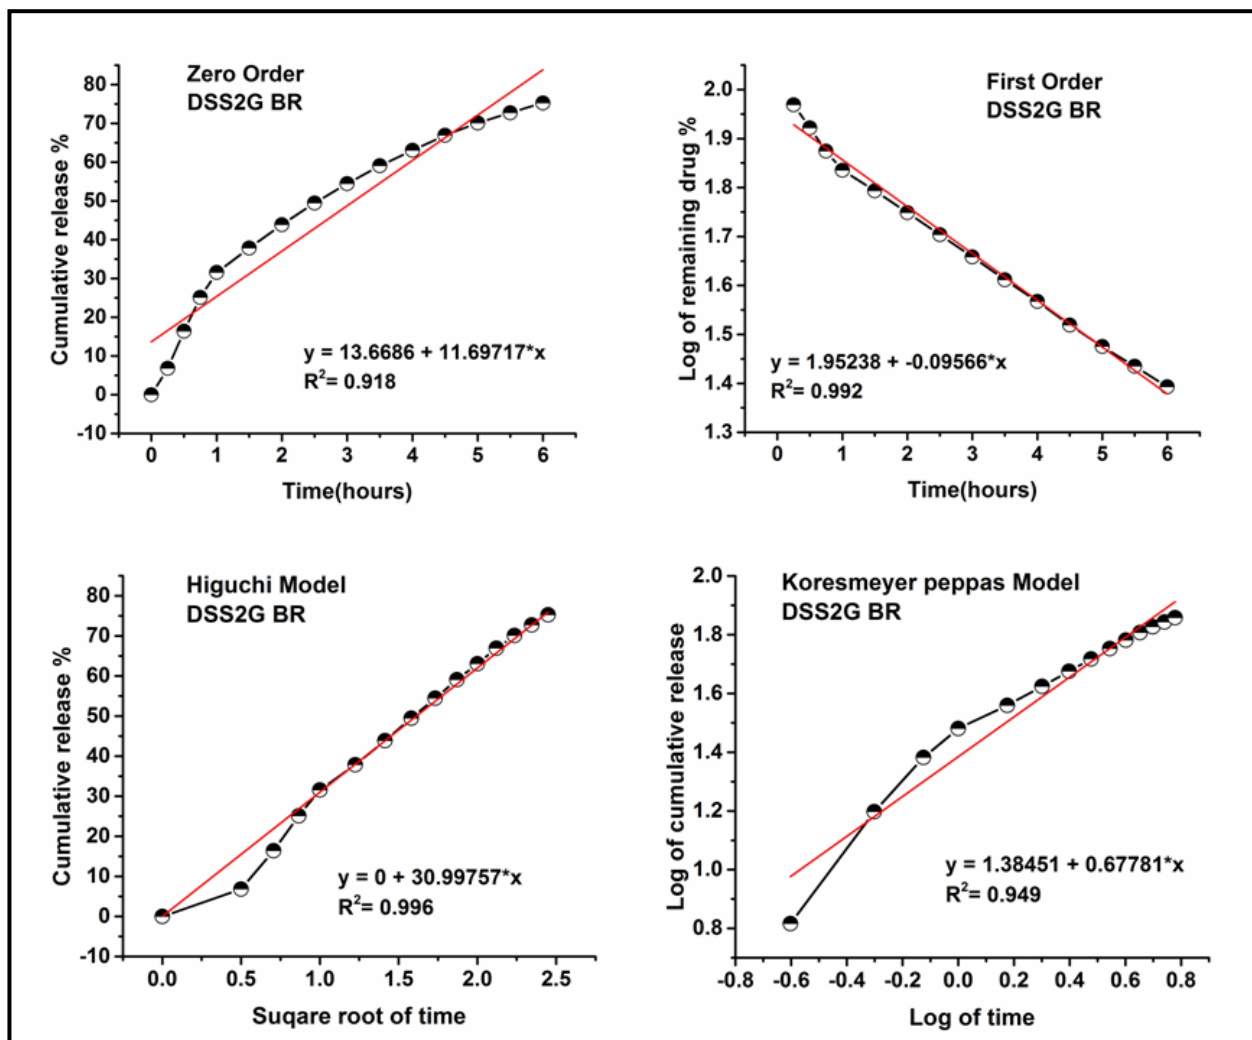 Zero Order
DSS2G BR
Cumulative release %
80
70
60
50
40
30
20
10
0
-10
y = 13.6686 + 11.69717*x
R²= 0.918
0 1 2 3 4 5 6
Time(hours)
First Order
DSS2G BR
Log of remaining drug %
2.0
1.9
1.8
1.7
1.6
1.5
1.4
1.3
y = 1.95238 + -0.09566*x
R²= 0.992
0 1 2 3 4 5 6
Time(hours)
Higuchi Model
DSS2G BR
Cumulative release %
80
70
60
50
40
30
20
10
0
-10
y = 0 + 30.99757*x
R²= 0.996
0.0 0.5 1.0 1.5 2.0 2.5
Suqare root of time
Koresmeyer peppas Model
DSS2G BR
Log of cumulative release
2.0
1.8
1.6
1.4
1.2
1.0
0.8
y = 1.38451 + 0.67781*x
R²= 0.949
-0.8 -0.6 -0.4 -0.2 0.0 0.2 0.4 0.6 0.8
Log of time